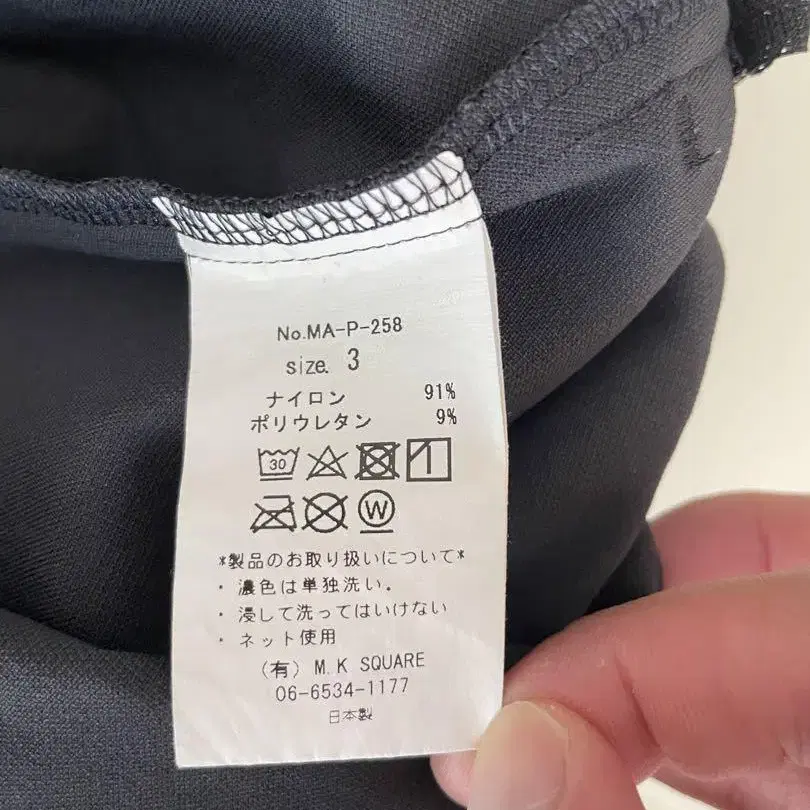 No.MA-P-258
size. 3
ナイロン 91%
ポリウレタン 9%
30
W
*製品のお取り扱いについて*
・ 濃色は単独洗い。
・ 浸して洗ってはいけない
・ ネット使用
(有) M.K SQUARE
06-6534-1177
日本製